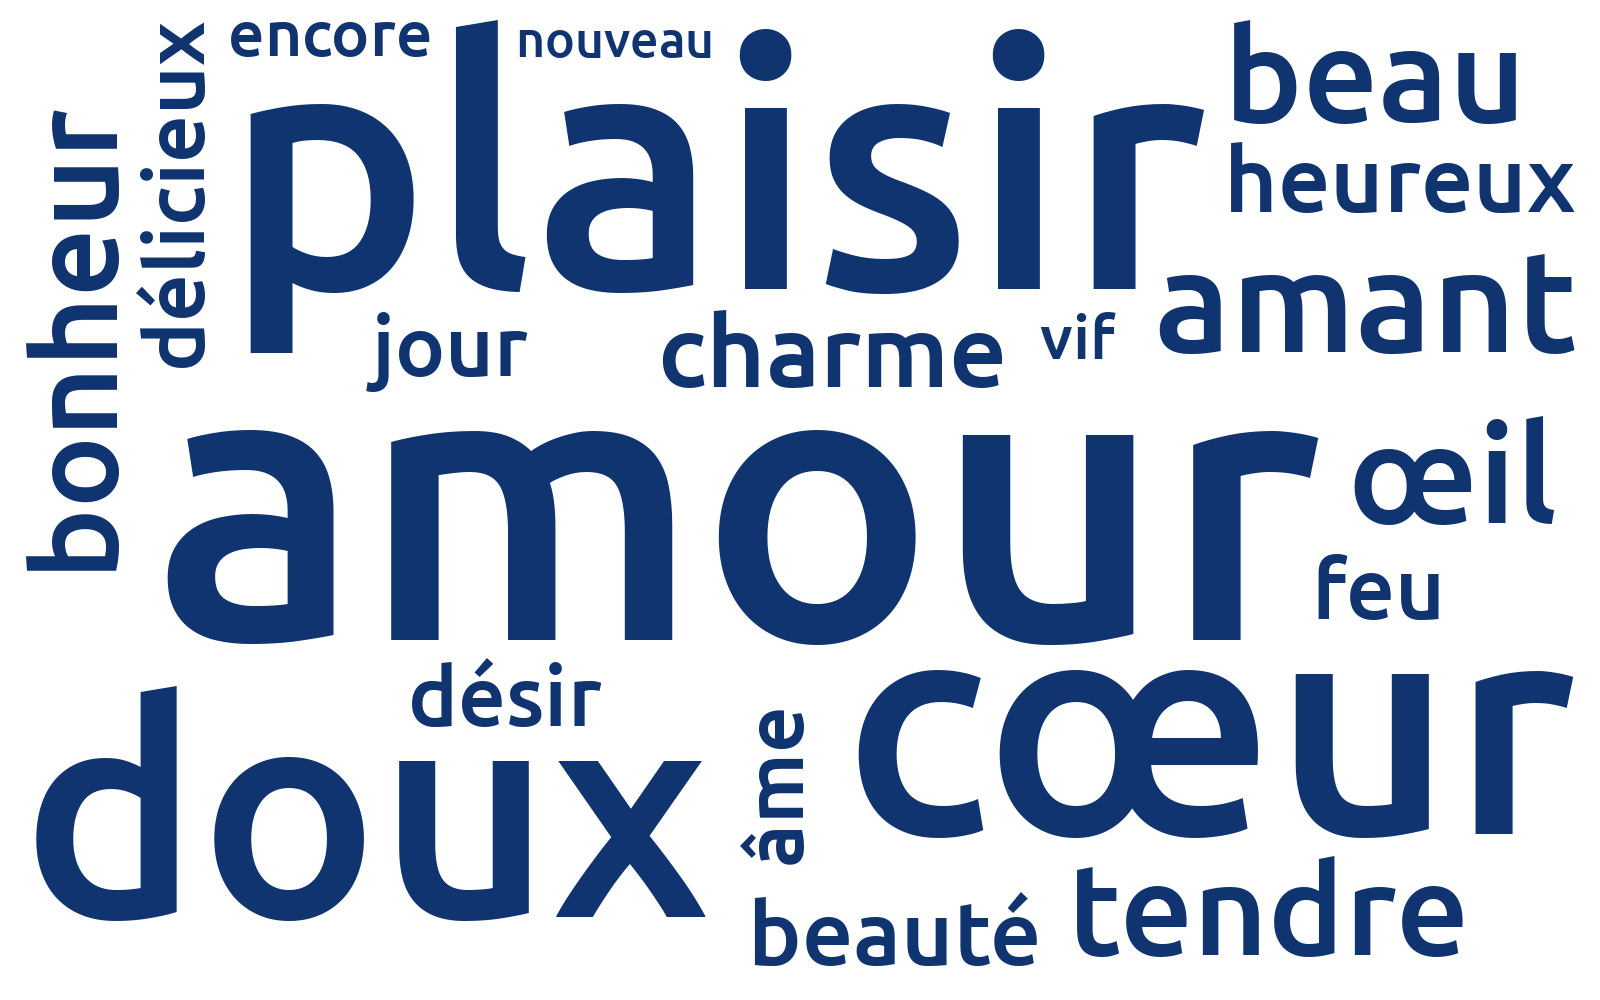 encore
nouveau
plaisir
beau
heureux
délicieux
bonheur
jour
charme
vif
amant
amour
œil
feu
désir
doux
âme
cœur
beauté
tendre